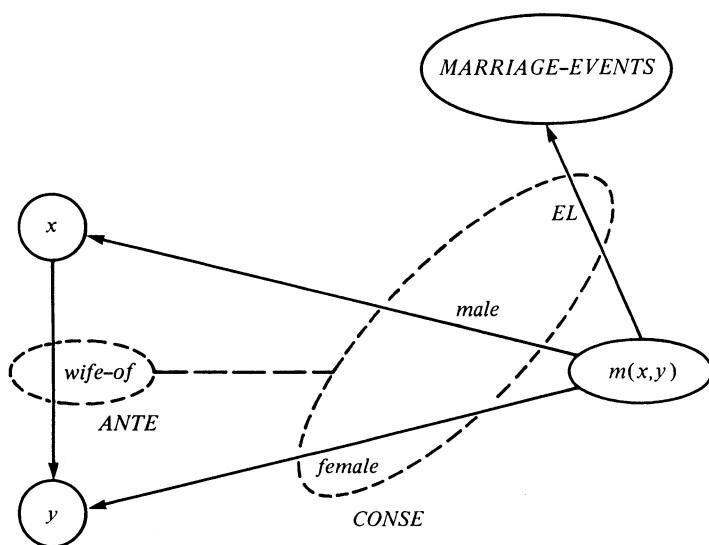 MARRIAGE-EVENTS
x
EL
male
wife-of
m(x,y)
ANTE
female
y
CONSE